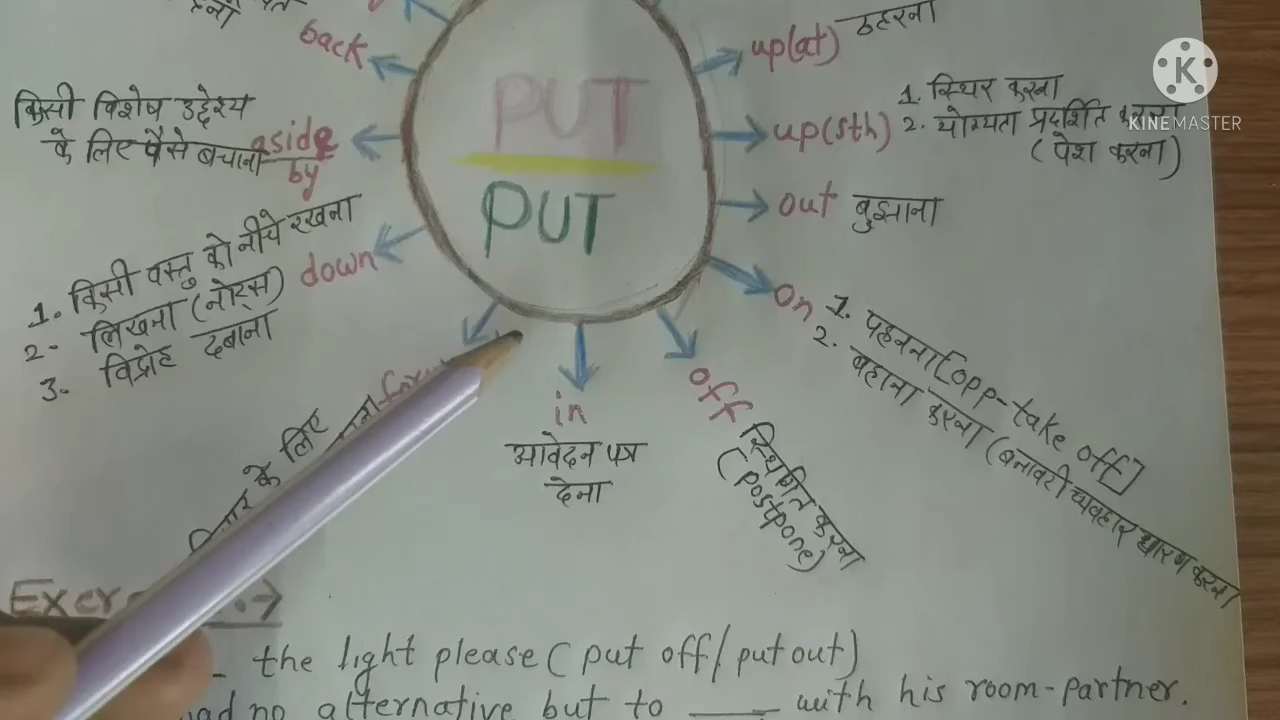 देना
back
up(at) ठहरना
किसी विशेष उद्देश्य
के लिए पैसे बचाना
aside
by
PUT
PUT
up(sth)
1. स्थिर करना
2. योग्यता प्रदर्शित करना
(पेश करना)
K
KINEMASTER
out बुझाना
down
1. किसी वस्तु को नीचे रखना
2- लिखना (नोट्स)
3. विद्रोह दबाना
on
1. पहनना [opp-take off]
2. बहाना करना (बनावटी व्यवहार धारण करना
off स्थगित करना
(postpone)
in
आवेदन पत्र
देना
के लिए
the light please (put off/put out)
no alternative but to ____ with his room-partner.